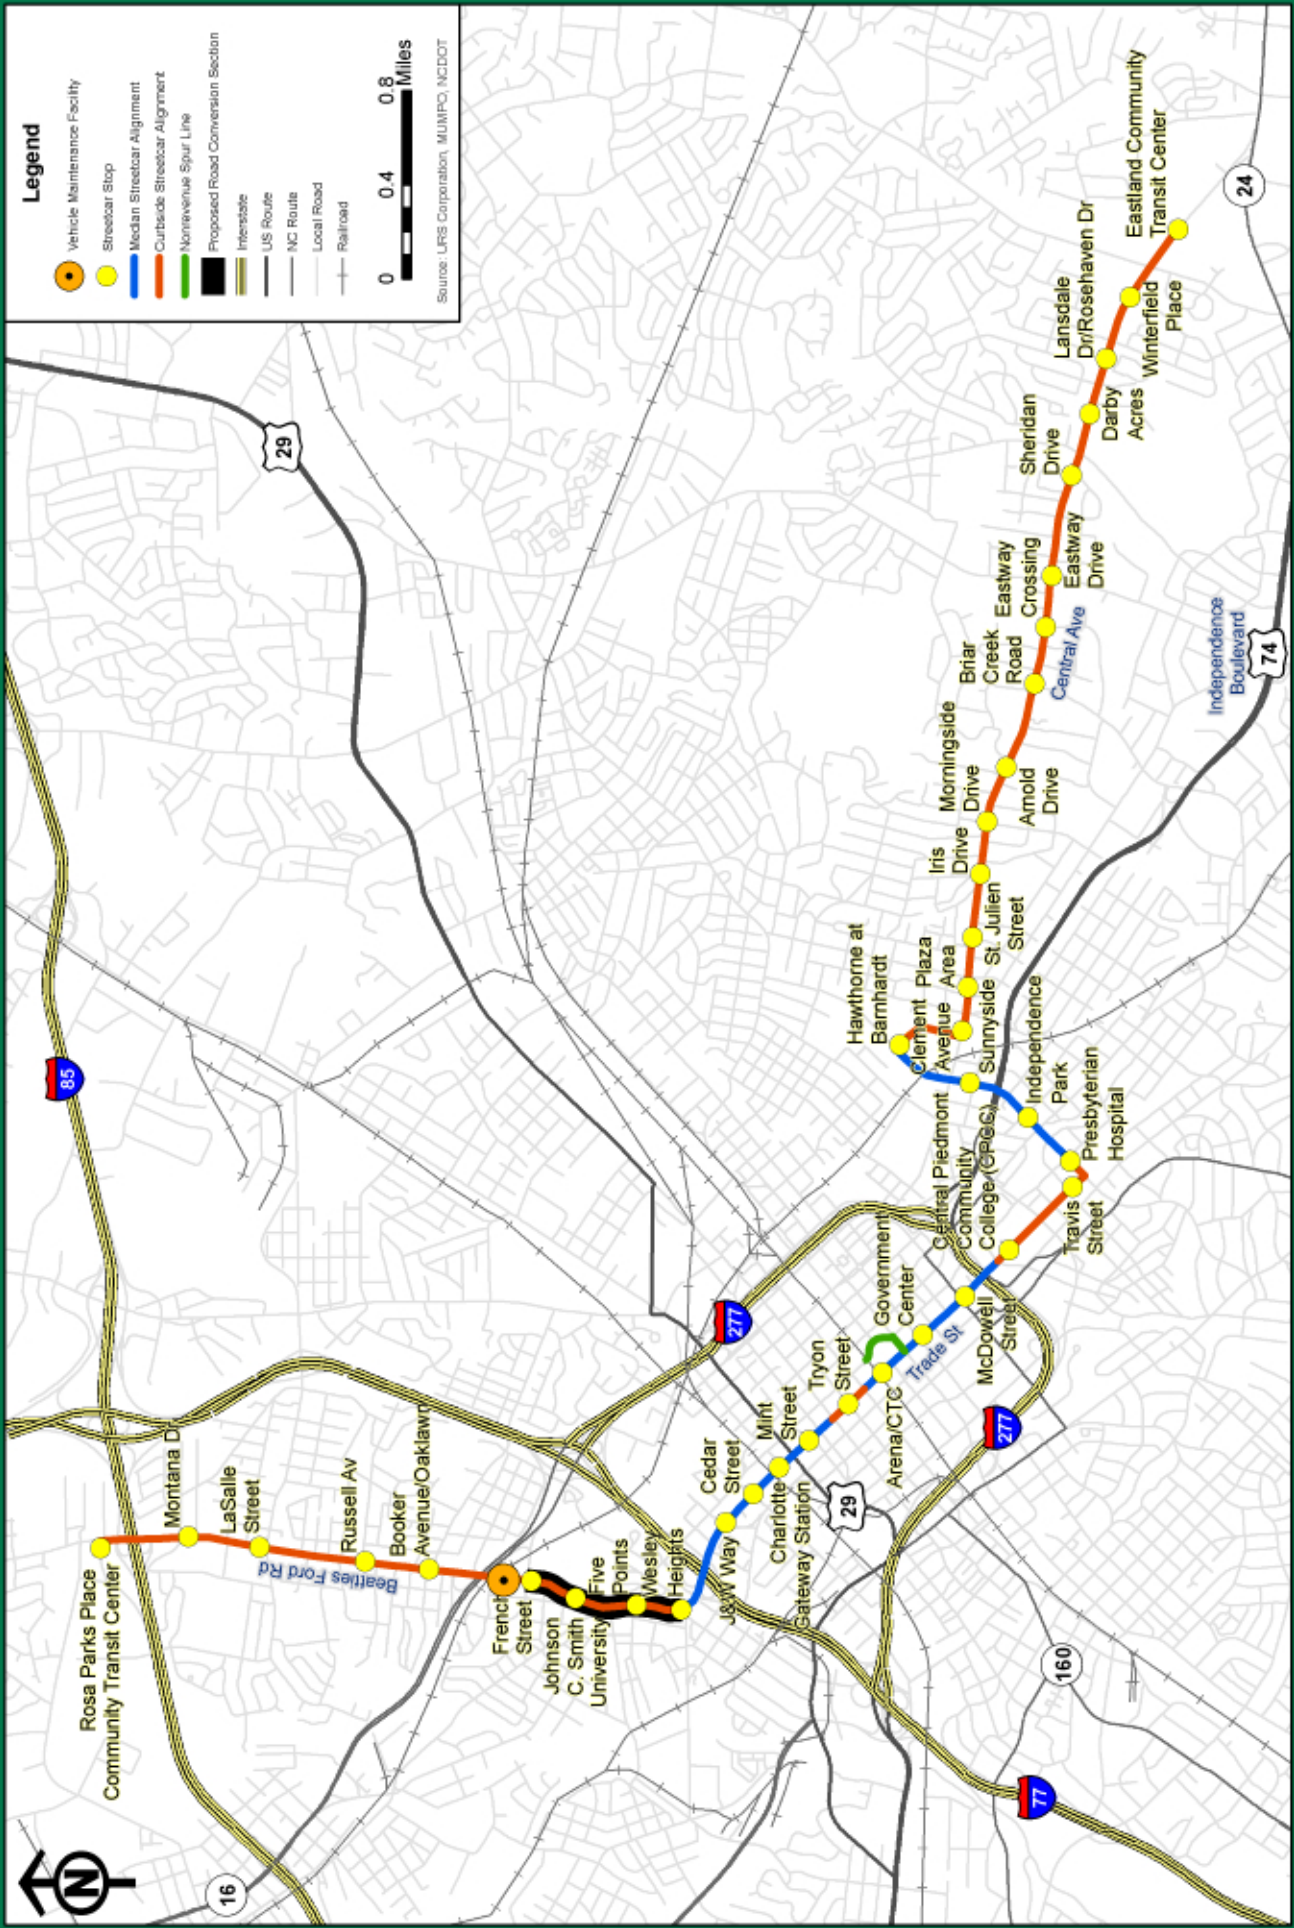 Legend
Vehicle Maintenance Facility
Streetcar Stop
Median Streetcar Alignment
Curbside Streetcar Alignment
Nonrevenue Spur Line
Proposed Road Conversion Section
Interstate
US Route
NC Route
Local Road
Railroad
0 0.4 0.8
Miles
Source: URS Corporation, MUMPO, NCDOT
N
16
85
29
277
277
29
77
160
74
24
Rosa Parks Place
Community Transit Center
Montana Dr
LaSalle
Street
Russell Av
Booker
Avenue/Oaklawn
Beatties Ford Rd
French
Street
Johnson
C. Smith
University
Five
Points
Wesley
Heights
J&W Way
Cedar
Street
Charlotte
Gateway Station
Mint
Street
Tryon
Street
Arena/CTC
Trade St
Government
Center
McDowell
Street
Central Piedmont
Community
College (CPCC)
Travis
Street
Presbyterian
Hospital
Independence
Park
Sunnyside
Hawthorne at
Barnhardt
Clement
Avenue
Plaza
Area
St. Julien
Street
Iris
Drive
Morningside
Drive
Arnold
Drive
Briar
Creek
Road
Central Ave
Eastway
Crossing
Eastway
Drive
Sheridan
Drive
Darby
Acres
Lansdale
Dr/Rosehaven Dr
Winterfield
Place
Eastland Community
Transit Center
Independence
Boulevard